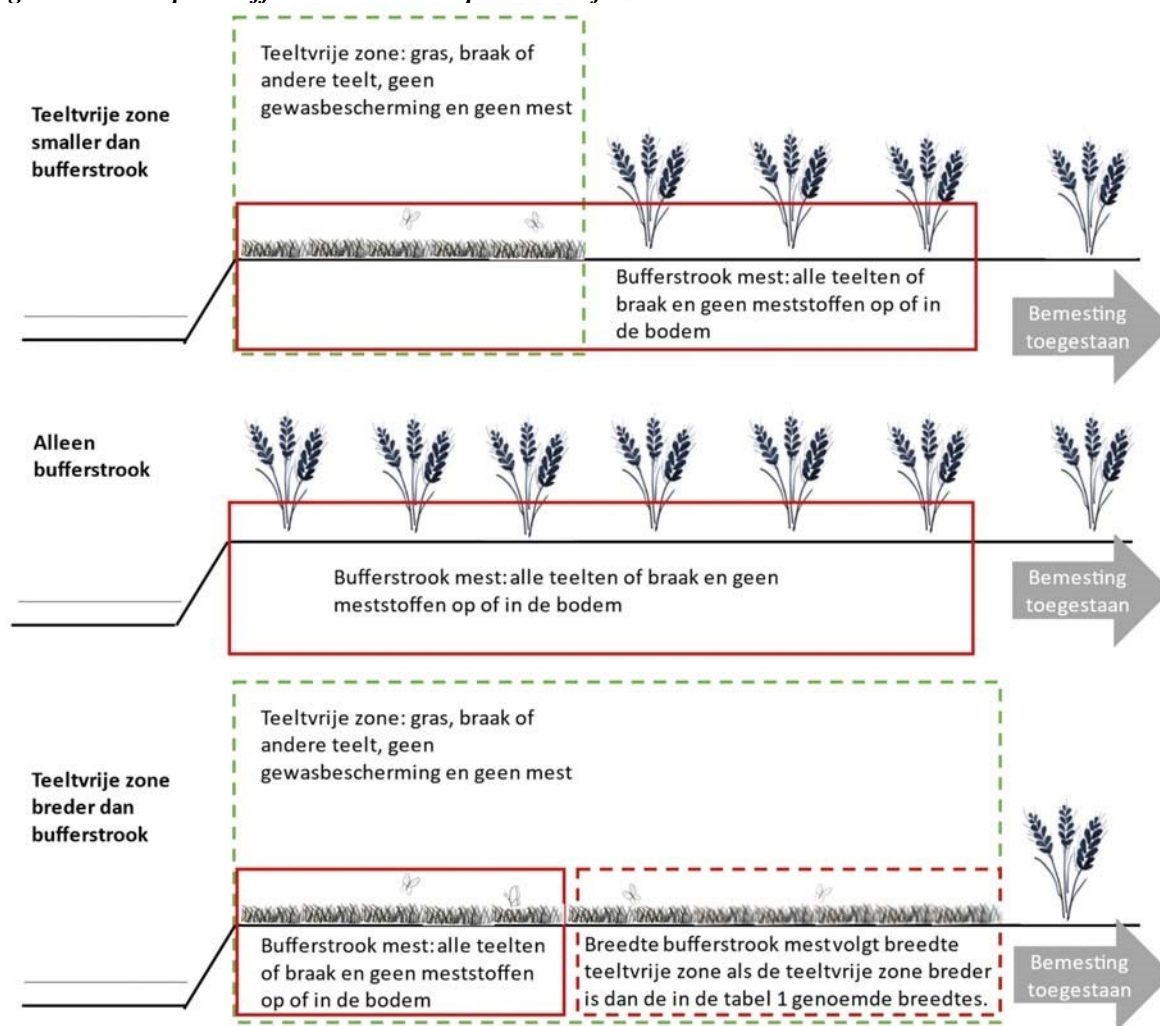 Teeltvrije zone: gras, braak of
andere teelt, geen
gewasbescherming en geen mest
Teeltvrije zone
smaller dan
bufferstrook
Bufferstrook mest: alle teelten of
braak en geen meststoffen op of in
de bodem
Bemesting
toegestaan
Alleen
bufferstrook
Bufferstrook mest: alle teelten of braak en geen
meststoffen op of in de bodem
Bemesting
toegestaan
Teeltvrije zone: gras, braak of
andere teelt, geen
gewasbescherming en geen mest
Teeltvrije zone
breder dan
bufferstrook
Bufferstrook mest: alle teelten
of braak en geen meststoffen
op of in de bodem
Breedte bufferstrook mest volgt breedte
teeltvrije zone als de teeltvrije zone breder
is dan de in de tabel 1 genoemde breedtes.
Bemesting
toegestaan